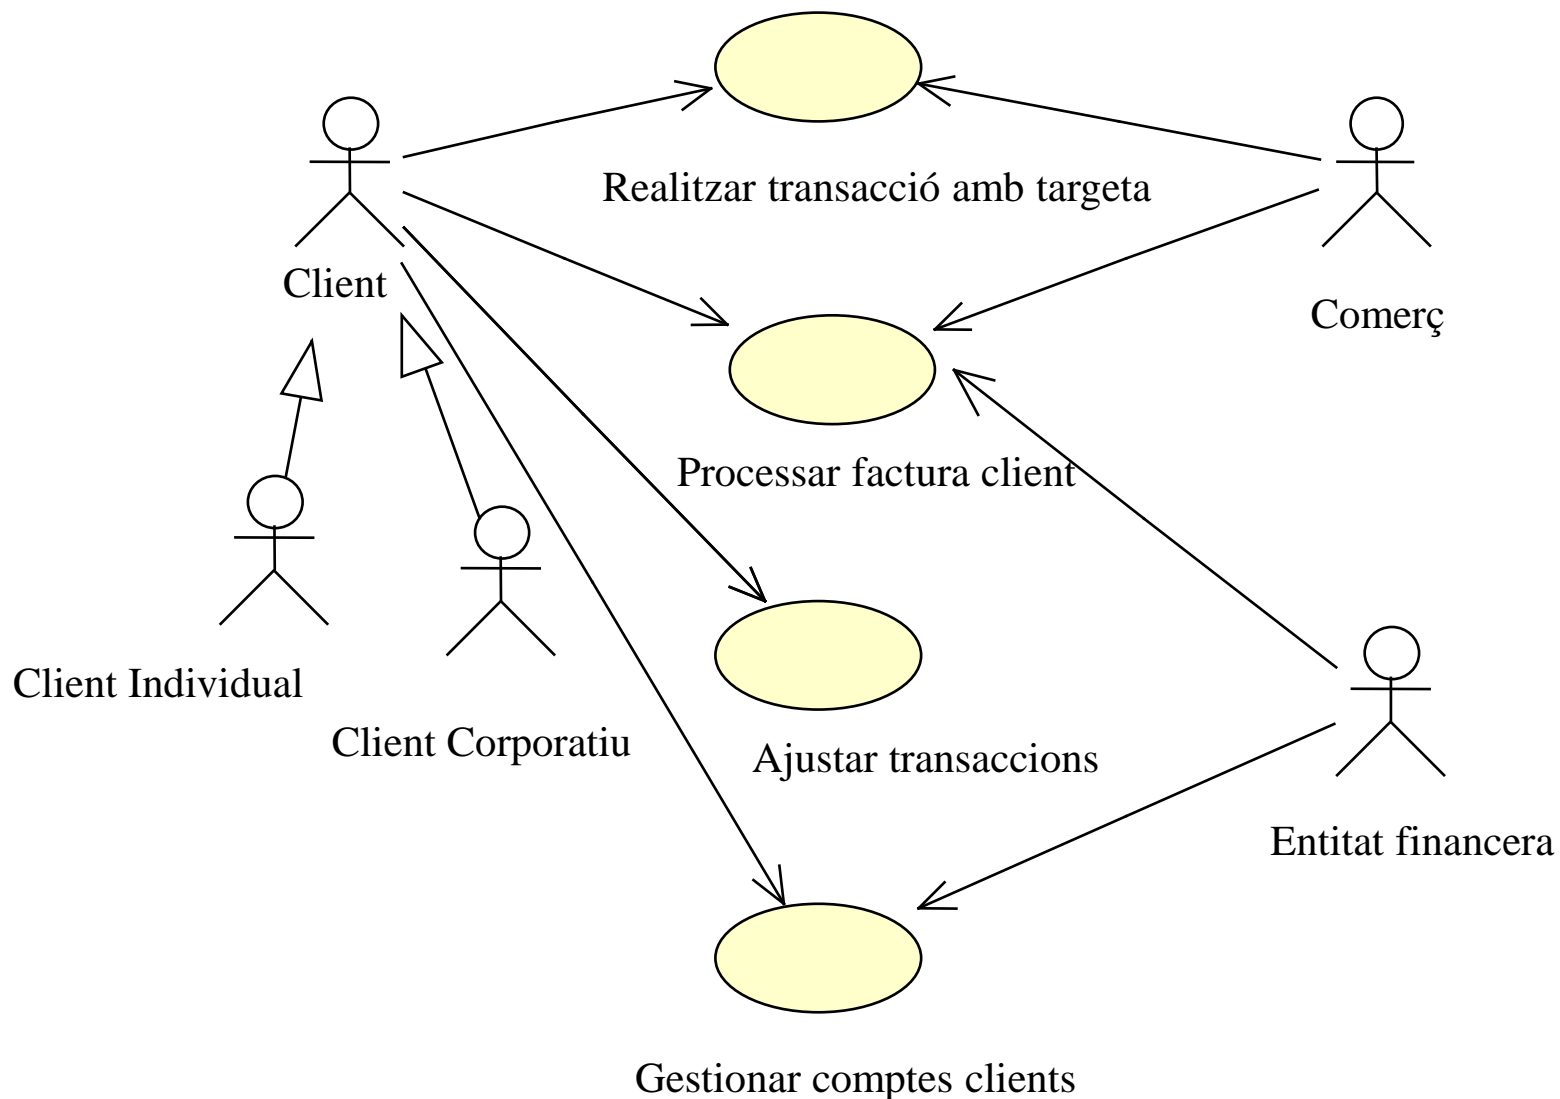 Realitzar transacció amb targeta
Client
Comerç
Processar factura client
Client Individual
Client Corporatiu
Ajustar transaccions
Entitat financera
Gestionar comptes clients